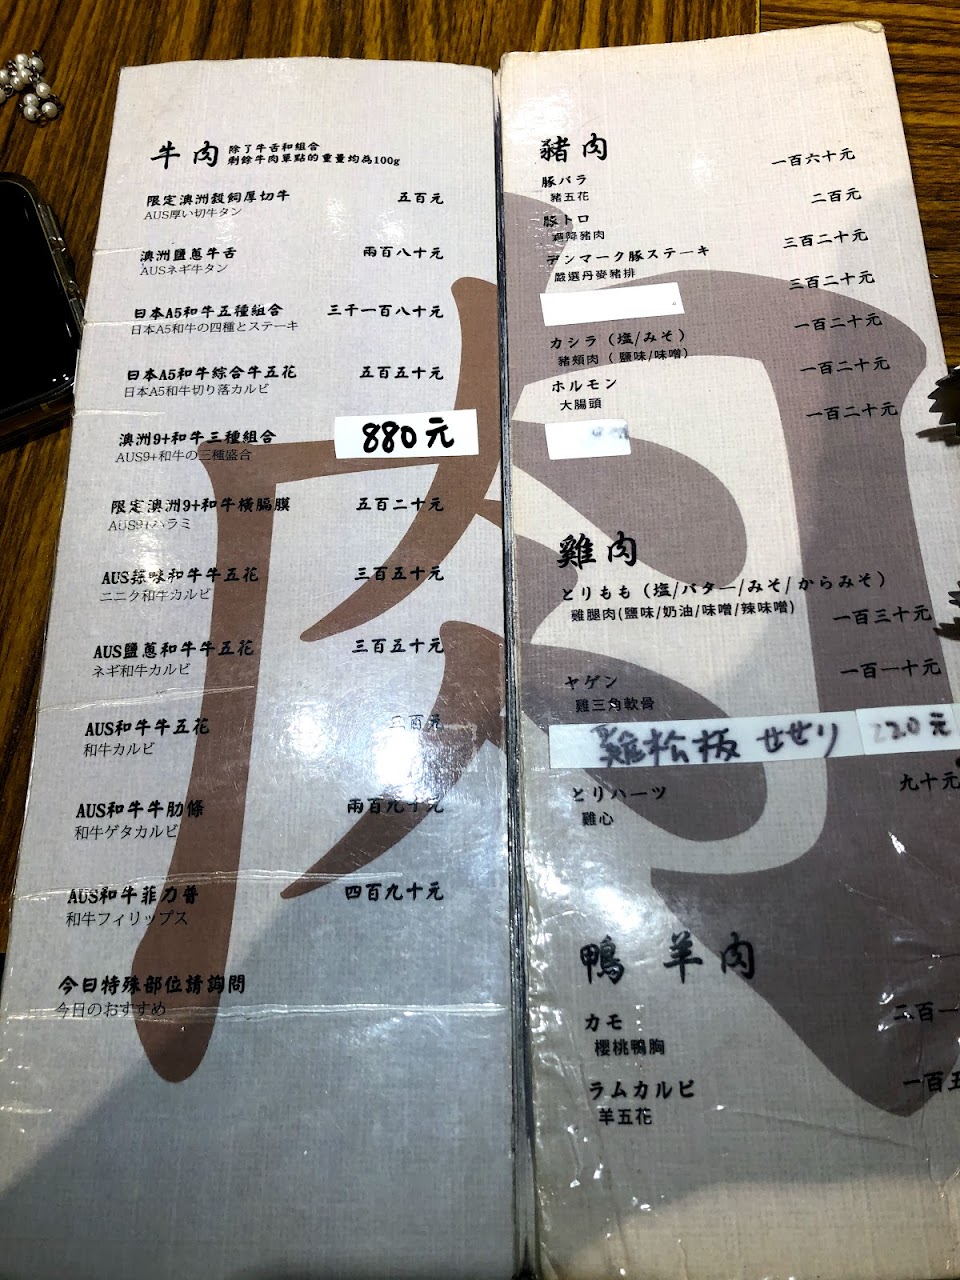 牛肉 除了牛舌和組合
剩餘牛肉單點的重量均為100g
限定澳洲穀飼厚切牛 五百元
AUS厚い切牛タン
澳洲鹽蔥牛舌 兩百八十元
AUSネギ牛タン
日本A5和牛五種組合 三千一百八十元
日本A5和牛の四種とステーキ
日本A5和牛綜合牛五花 五百五十元
日本A5和牛切り落カルビ
澳洲9+和牛三種組合 880元
AUS9+和牛の三種盛合
限定澳洲9+和牛橫膈膜 五百二十元
AUS9+ハラミ
AUS蒜味和牛牛五花 三百五十元
ニニク和牛カルビ
AUS鹽蔥和牛牛五花 三百五十元
ネギ和牛カルビ
AUS和牛牛五花 三百元
和牛カルビ
AUS和牛牛肋條 兩百九十元
和牛ゲタカルビ
AUS和牛菲力普 四百九十元
和牛フィリップス
今日特殊部位請詢問
今日のおすすめ
肉
豬肉
豚バラ 一百六十元
豬五花
豚トロ 二百元
霜降豬肉
デンマーク豚ステーキ 三百二十元
嚴選丹麥豬排
三百二十元
カシラ（塩/みそ） 一百二十元
豬頰肉（鹽味/味噌）
ホルモン 一百二十元
大腸頭
一百二十元
雞肉
とりもも（塩/バター/みそ/からみそ）
雞腿肉(鹽味/奶油/味噌/辣味噌) 一百三十元
ヤゲン 一百一十元
雞三角軟骨
雞松板 せせり 220元
とりハーツ 九十元
雞心
鴨 羊肉
カモ 二百一
櫻桃鴨胸
ラムカルビ 一百五
羊五花